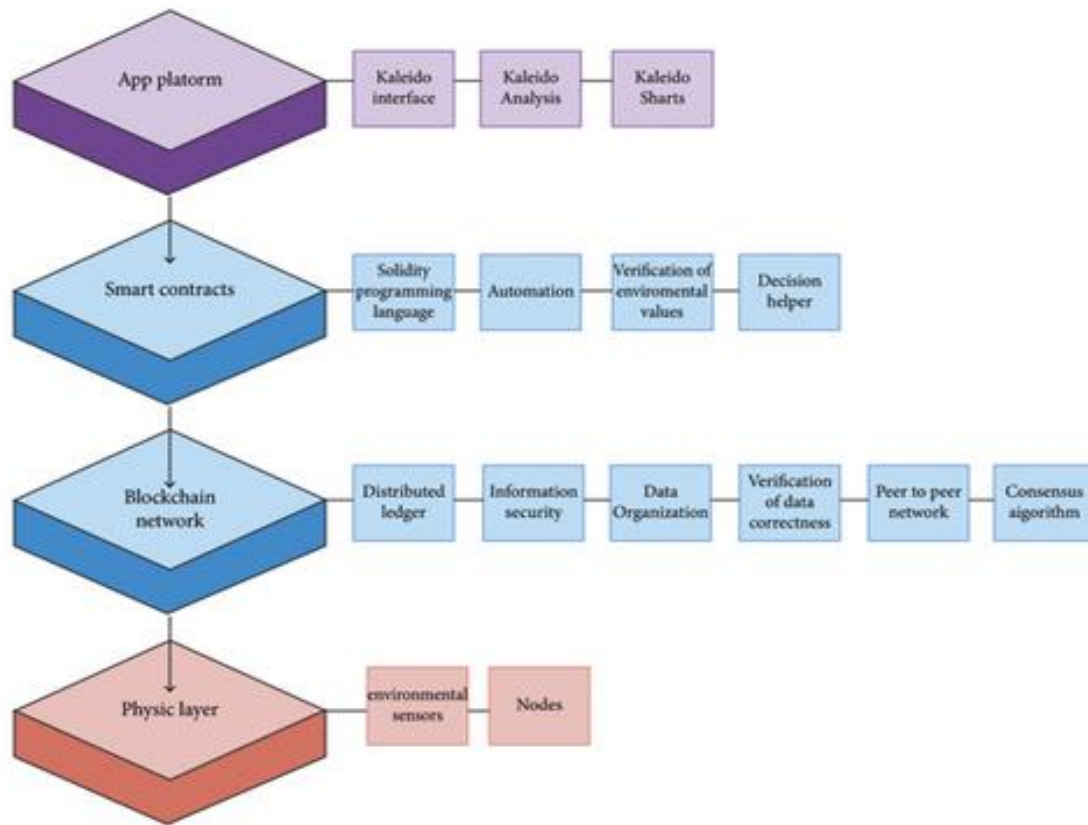 App platorm
Kaleido
interface
Kaleido
Analysis
Kaleido
Sharts
Smart contracts
Solidity
programming
language
Automation
Verification of
enviromental
values
Decision
helper
Blockchain
network
Distributed
ledger
Information
security
Data
Organization
Verification
of data
correctness
Peer to peer
network
Consensus
aigorithm
Physic layer
environmental
sensors
Nodes